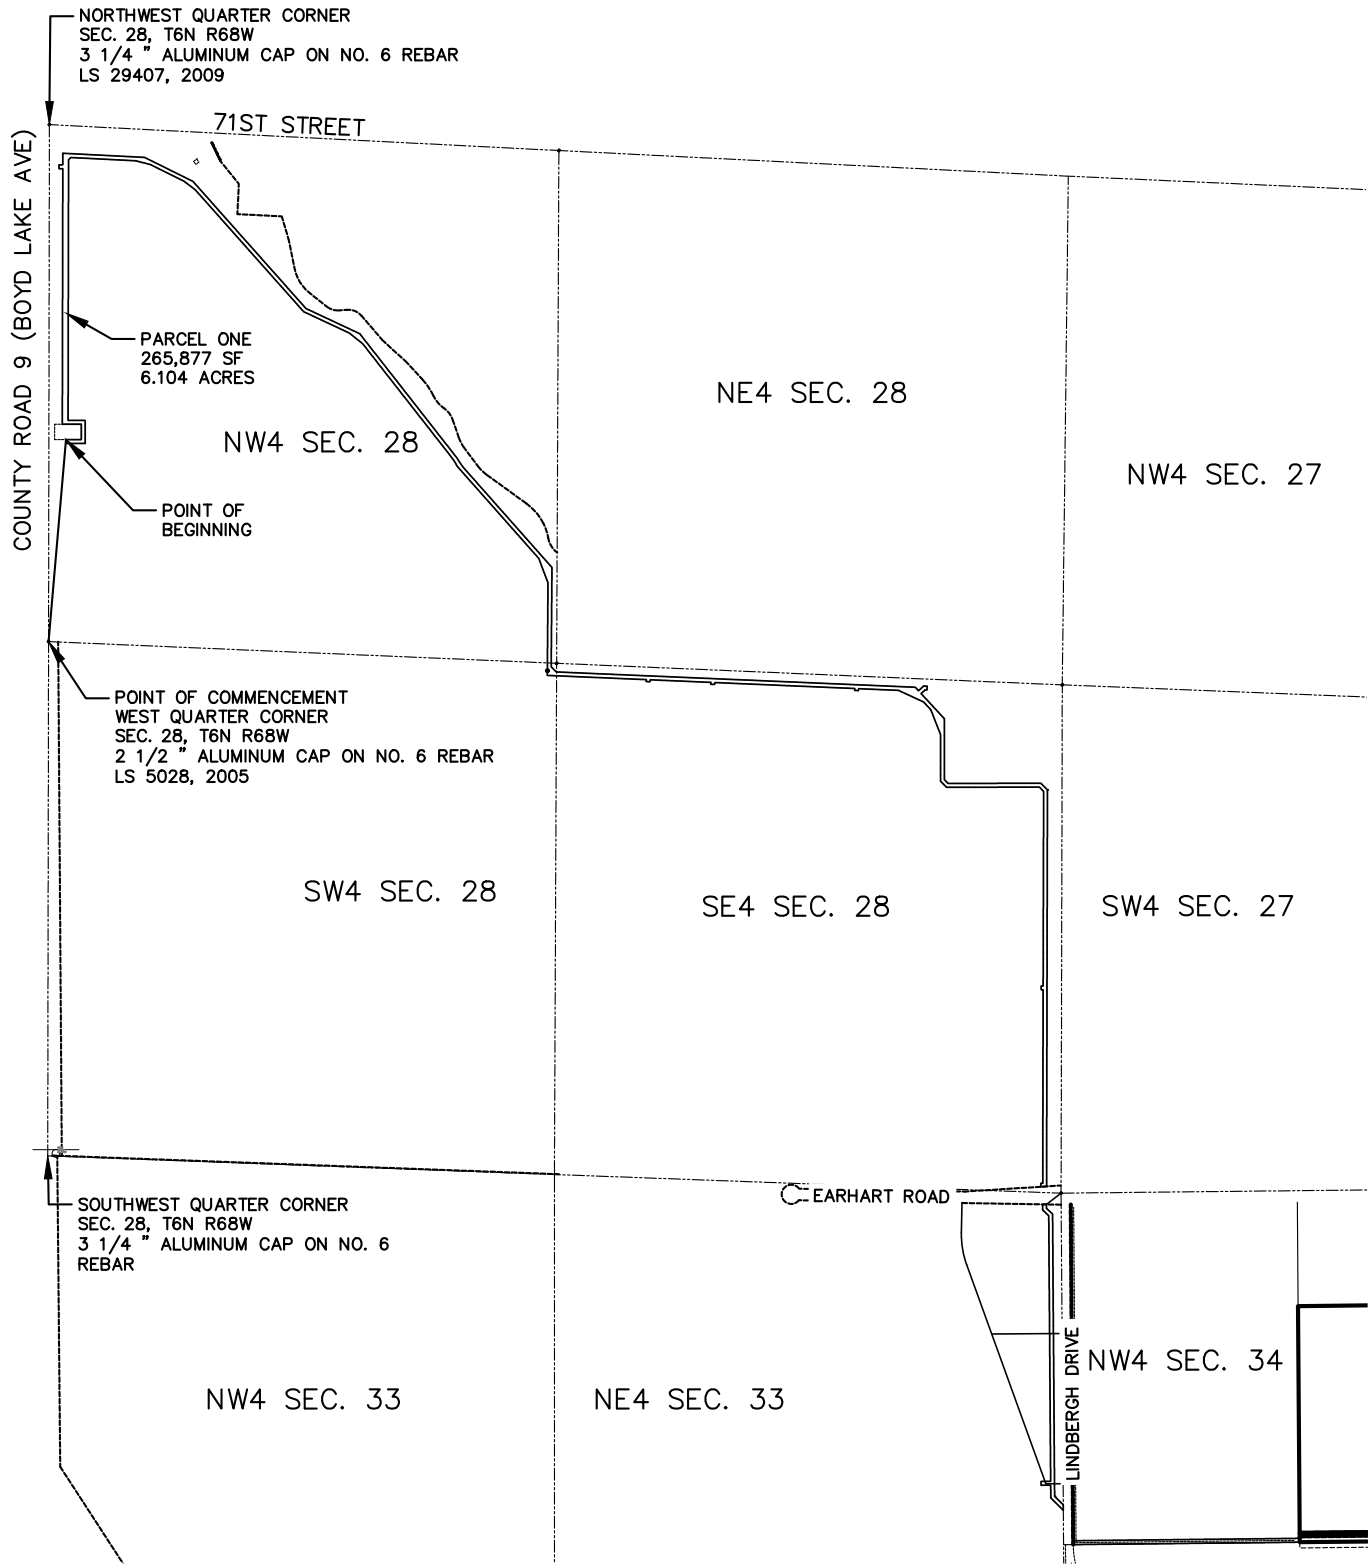 NORTHWEST QUARTER CORNER
SEC. 28, T6N R68W
3 1/4 " ALUMINUM CAP ON NO. 6 REBAR
LS 29407, 2009
71ST STREET
COUNTY ROAD 9 (BOYD LAKE AVE)
PARCEL ONE
265,877 SF
6.104 ACRES
NE4 SEC. 28
NW4 SEC. 28
NW4 SEC. 27
POINT OF
BEGINNING
POINT OF COMMENCEMENT
WEST QUARTER CORNER
SEC. 28, T6N R68W
2 1/2 " ALUMINUM CAP ON NO. 6 REBAR
LS 5028, 2005
SW4 SEC. 28
SE4 SEC. 28
SW4 SEC. 27
EARHART ROAD
SOUTHWEST QUARTER CORNER
SEC. 28, T6N R68W
3 1/4 " ALUMINUM CAP ON NO. 6
REBAR
LINDBERGH DRIVE
NW4 SEC. 34
NW4 SEC. 33
NE4 SEC. 33